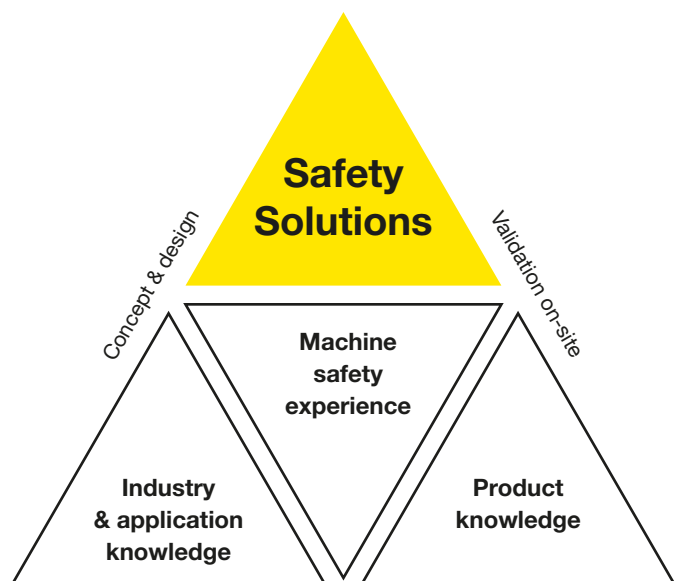 Safety
Solutions
Concept & design
Validation on-site
Machine
safety
experience
Industry
& application
knowledge
Product
knowledge